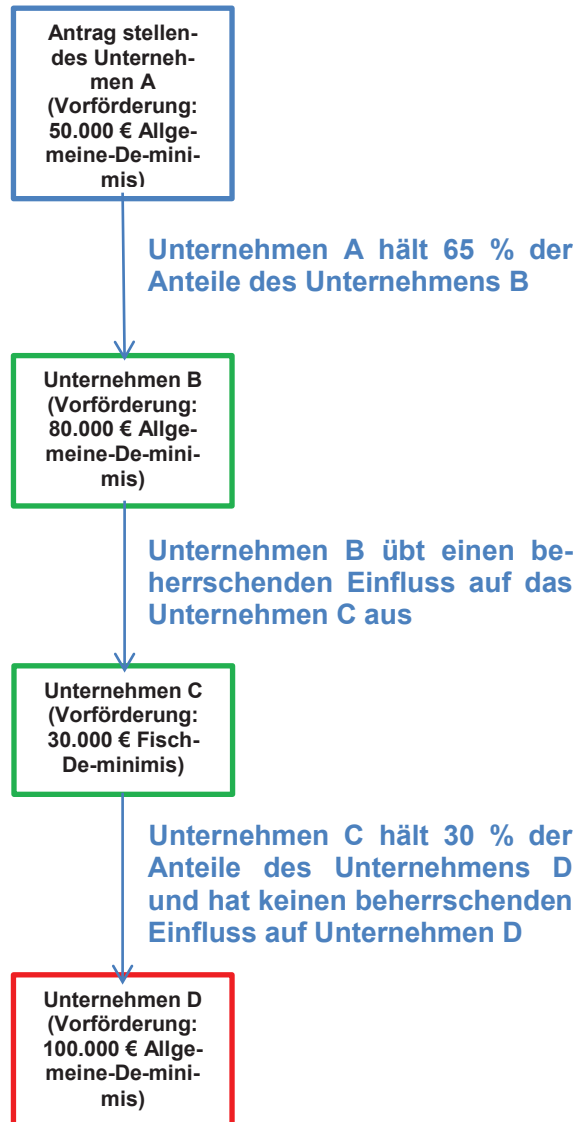 Antrag stellen-
des Unterneh-
men A
(Vorförderung:
50.000 € Allge-
meine-De-mini-
mis)
Unternehmen A hält 65 % der
Anteile des Unternehmens B
Unternehmen B
(Vorförderung:
80.000 € Allge-
meine-De-mini-
mis)
Unternehmen B übt einen be-
herrschenden Einfluss auf das
Unternehmen C aus
Unternehmen C
(Vorförderung:
30.000 € Fisch-
De-minimis)
Unternehmen C hält 30 % der
Anteile des Unternehmens D
und hat keinen beherrschenden
Einfluss auf Unternehmen D
Unternehmen D
(Vorförderung:
100.000 € Allge-
meine-De-mini-
mis)